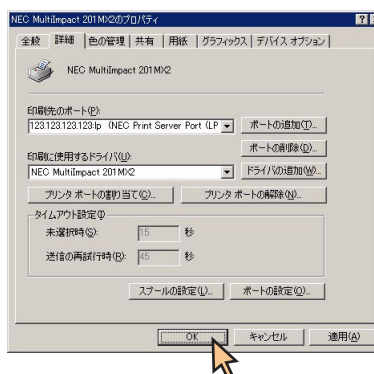 NEC MultiImpact 201MX2のプロパティ ? ×
全般 詳細 色の管理 共有 用紙 グラフィックス デバイス オプション
NEC MultiImpact 201MX2
印刷先のポート(P):
123.123.123.123:lp (NEC Print Server Port (LP
ポートの追加(T)...
ポートの削除(D)...
印刷に使用するドライバ(U):
NEC MultiImpact 201MX2
ドライバの追加(W)...
プリンタ ポートの割り当て(C)...
プリンタ ポートの解除(N)...
タイムアウト設定
未選択時(S): 15 秒
送信の再試行時(R): 45 秒
スプールの設定(L)...
ポートの設定(O)...
OK
キャンセル
適用(A)